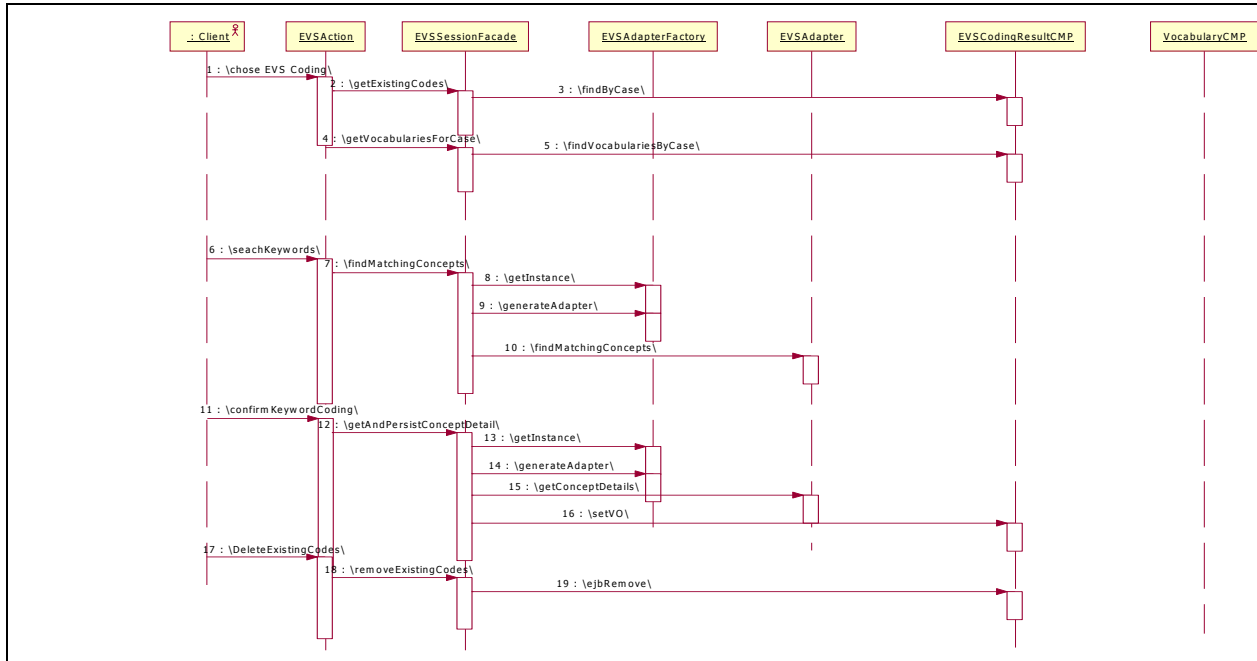 : Client
EVSAction
EVSSessionFacade
EVSAdapterFactory
EVSAdapter
EVSCodingResultCMP
VocabularyCMP
1 : \chose EVS Coding\
2 : \getExistingCodes\
3 : \findByCase\
4 : \getVocabulariesForCase\
5 : \findVocabulariesByCase\
6 : \seachKeywords\
7 : \findMatchingConcepts\
8 : \getInstance\
9 : \generateAdapter\
10 : \findMatchingConcepts\
11 : \confirmKeywordCoding\
12 : \getAndPersistConceptDetail\
13 : \getInstance\
14 : \generateAdapter\
15 : \getConceptDetails\
16 : \setVO\
17 : \DeleteExistingCodes\
18 : \removeExistingCodes\
19 : \ejbRemove\